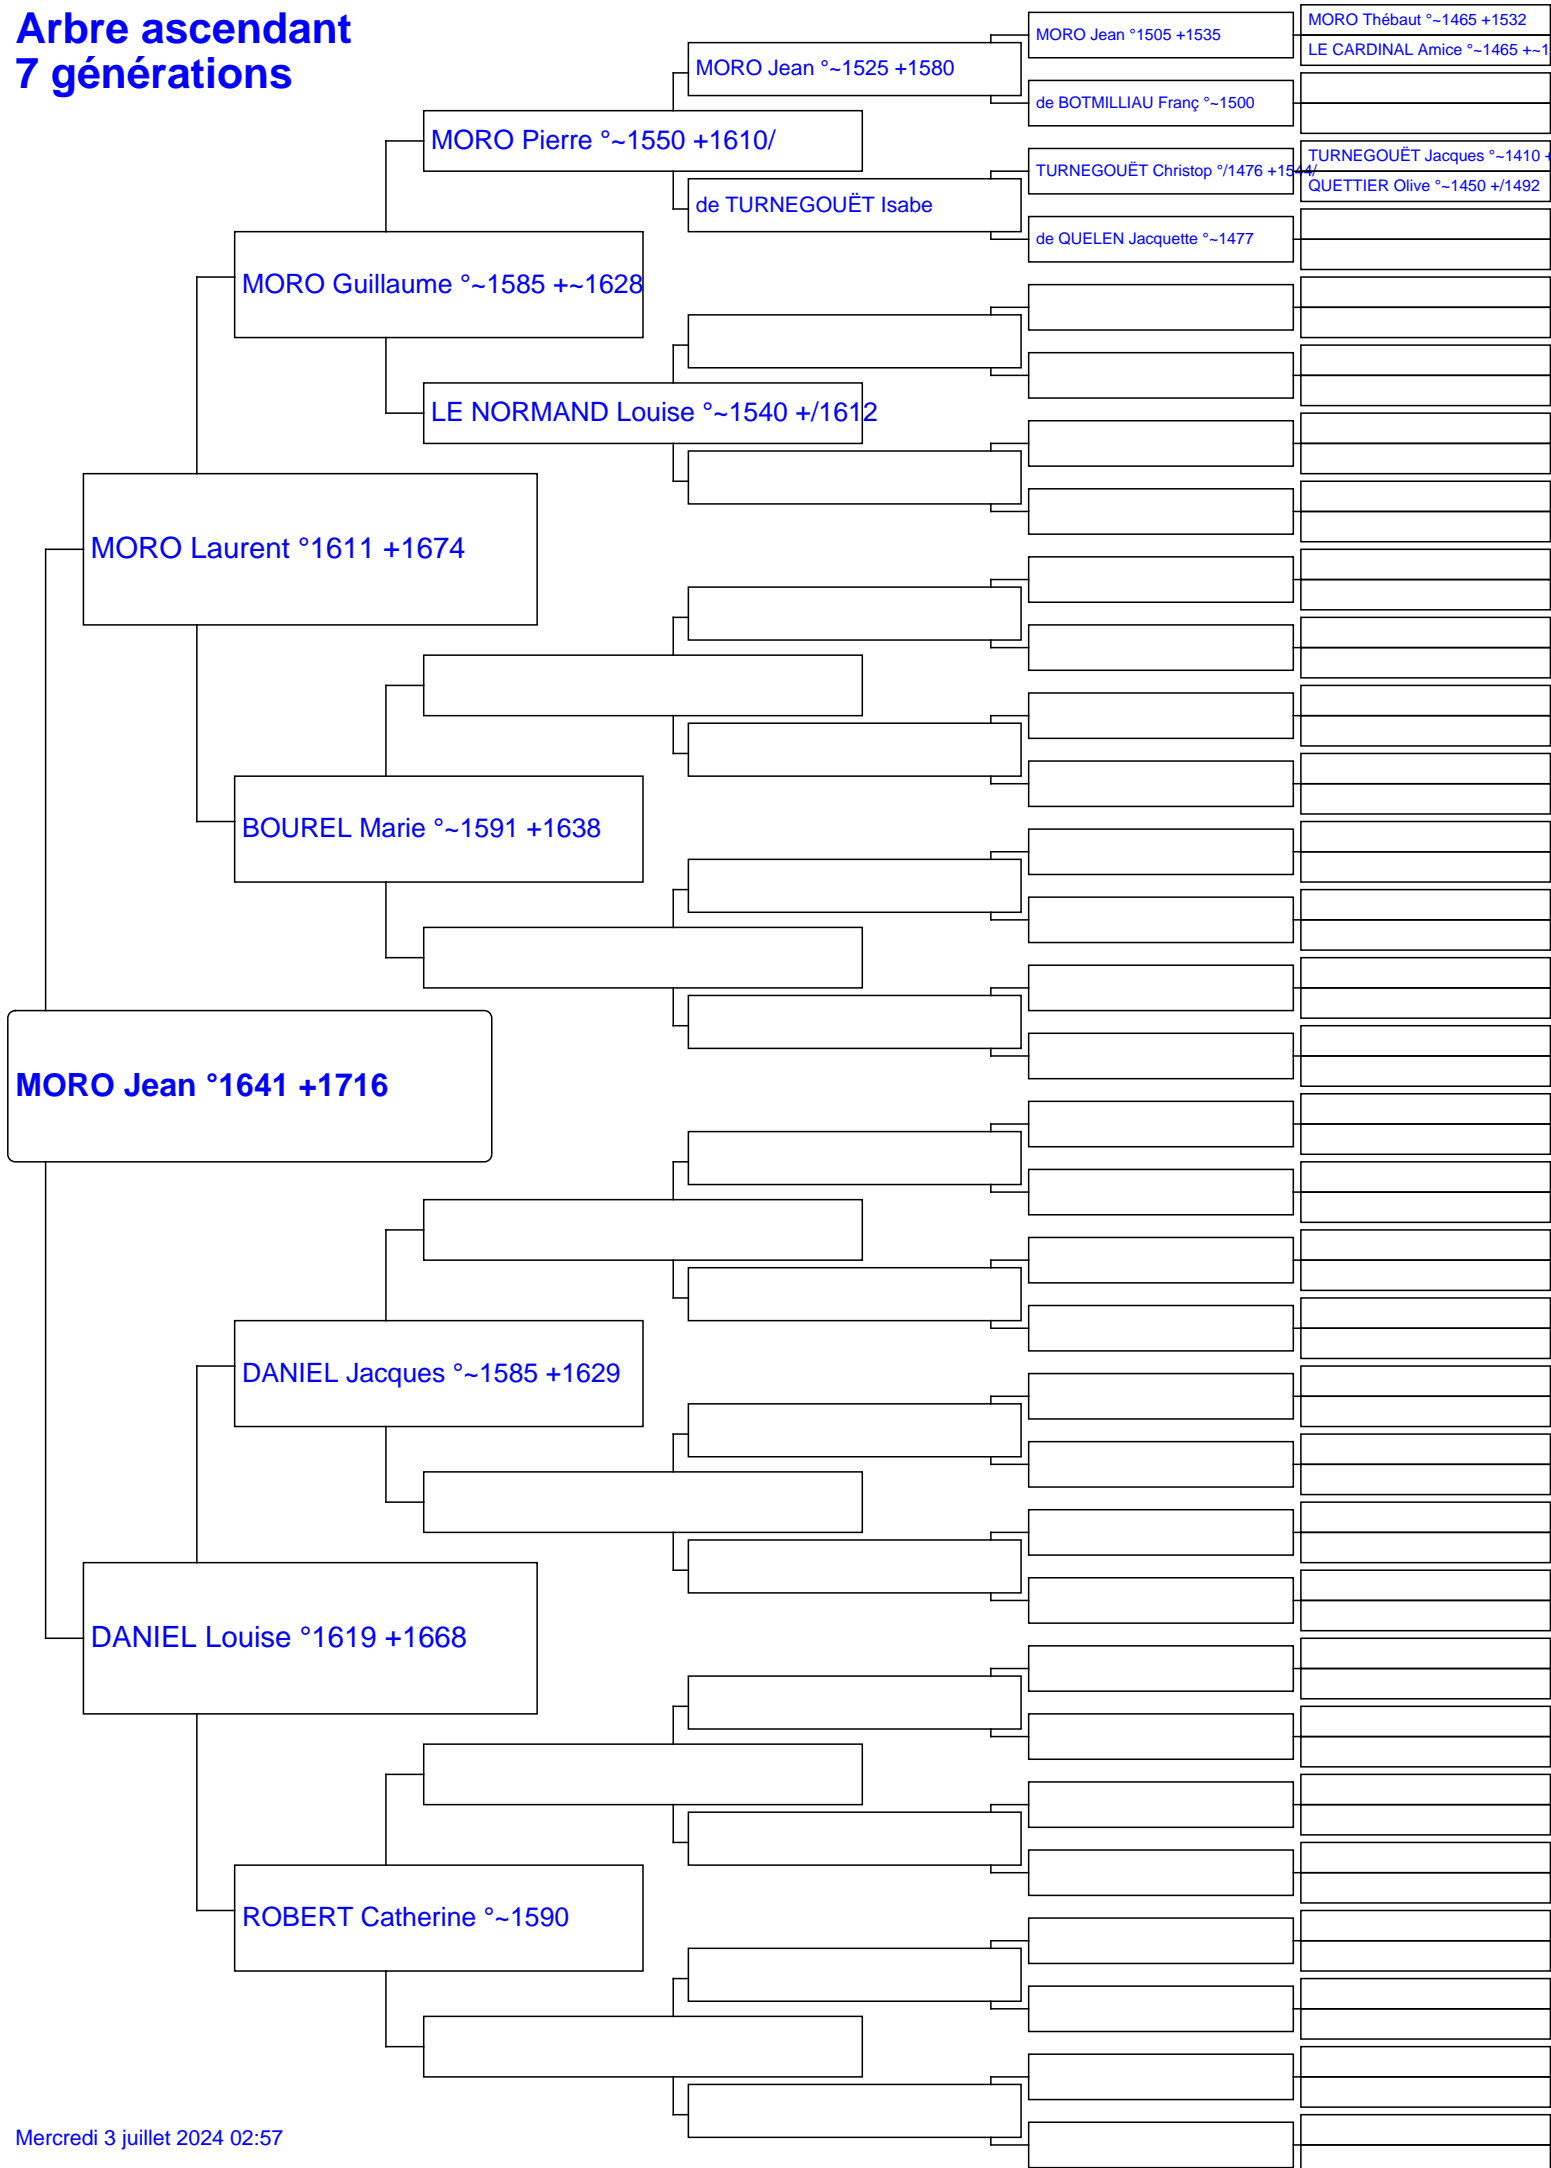 Arbre ascendant
7 générations
MORO Jean °1641 +1716
MORO Laurent °1611 +1674
MORO Guillaume °~1585 +~1628
MORO Pierre °~1550 +1610/
MORO Jean °~1525 +1580
MORO Jean °1505 +1535
MORO Thébaut °~1465 +1532
LE CARDINAL Amice °~1465 +~1
de BOTMILLIAU Franç °~1500
de TURNEGOUËT Isabe
TURNEGOUËT Christop °/1476 +1544/
TURNEGOUËT Jacques °~1410 +
QUETTIER Olive °~1450 +/1492
de QUELEN Jacquette °~1477
LE NORMAND Louise °~1540 +/1612
BOUREL Marie °~1591 +1638
DANIEL Louise °1619 +1668
DANIEL Jacques °~1585 +1629
ROBERT Catherine °~1590
Mercredi 3 juillet 2024 02:57